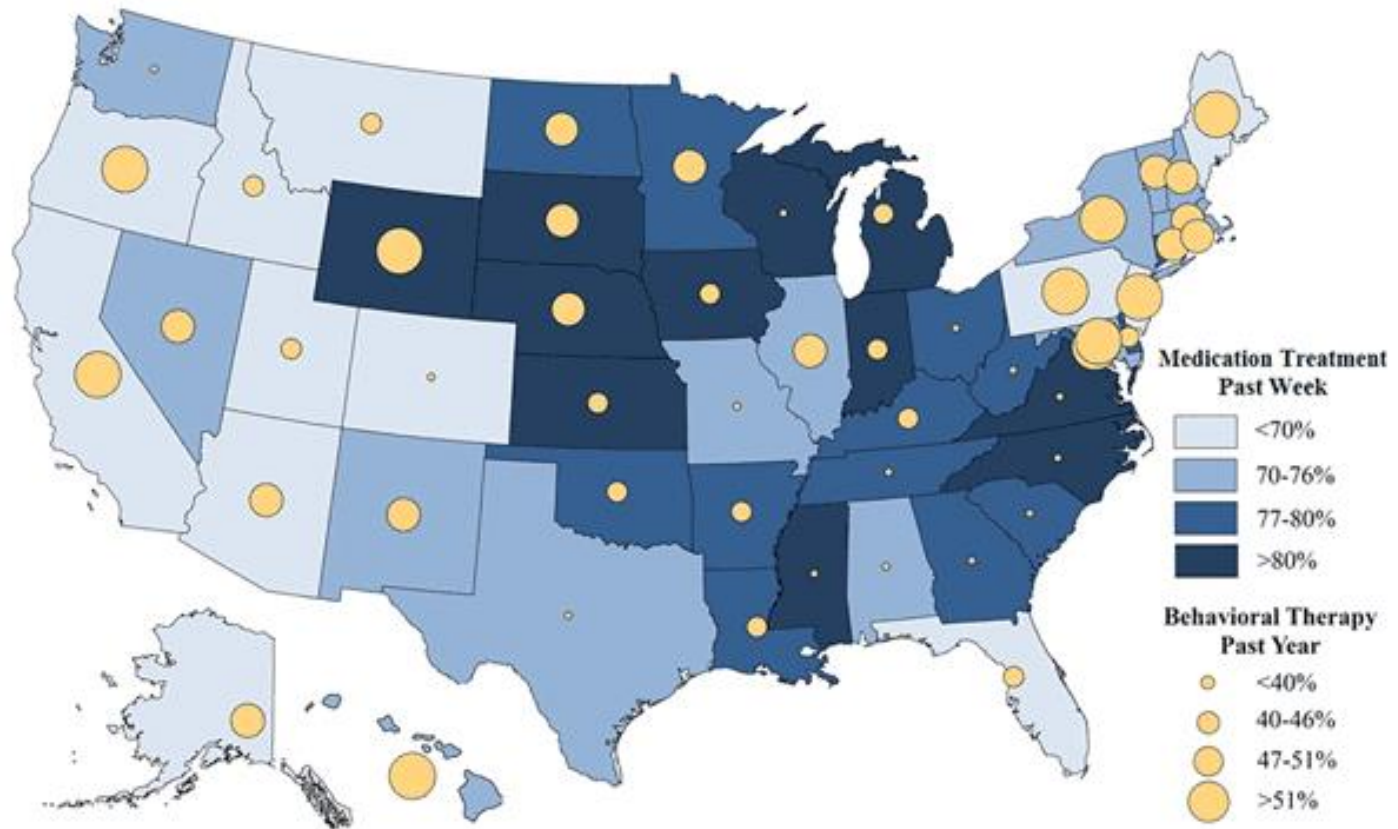 Medication Treatment
Past Week
<70%
70-76%
77-80%
>80%
Behavioral Therapy
Past Year
<40%
40-46%
47-51%
>51%